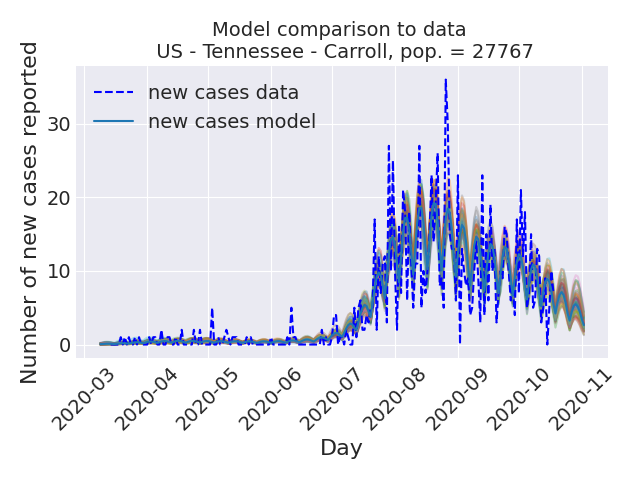 Model comparison to data
US - Tennessee - Carroll, pop. = 27767
new cases data
new cases model
Number of new cases reported
30
20
10
0
2020-03
2020-04
2020-05
2020-06
2020-07
2020-08
2020-09
2020-10
2020-11
Day